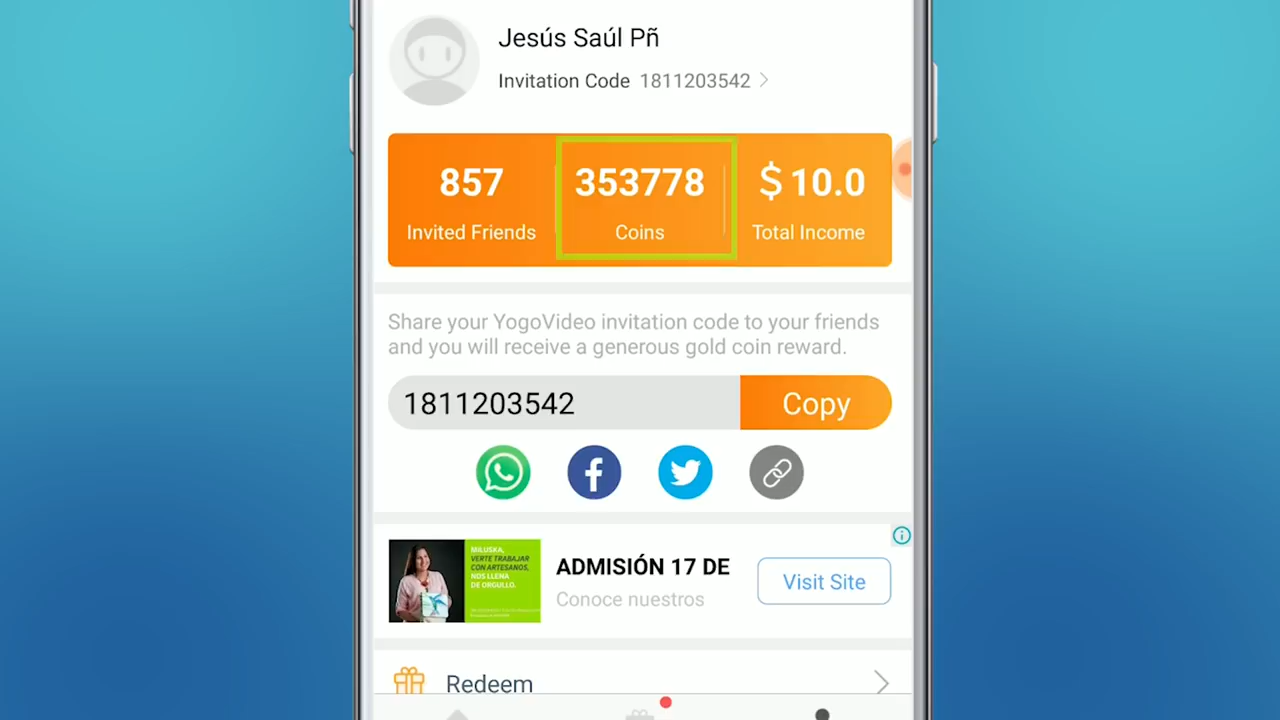 Jesús Saúl Pñ
Invitation Code 1811203542
857
353778
$ 10.0
Invited Friends
Coins
Total Income
Share your YogoVideo invitation code to your friends
and you will receive a generous gold coin reward.
1811203542
Copy
MILUSKA,
VERTE TRABAJAR
CON ARTESANOS,
NOS LLENA
DE ORGULLO.
ADMISIÓN 17 DE
Conoce nuestros
Visit Site
Redeem